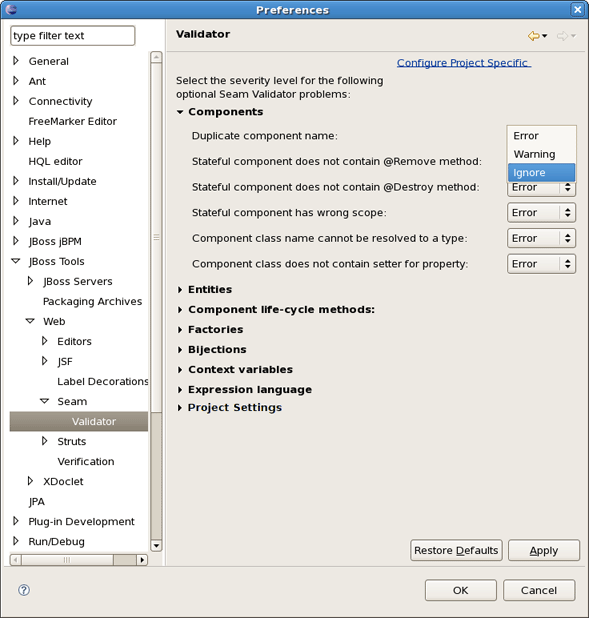 Preferences
type filter text
General
Ant
Connectivity
FreeMarker Editor
Help
HQL editor
Install/Update
Internet
Java
JBoss jBPM
JBoss Tools
JBoss Servers
Packaging Archives
Web
Editors
JSF
Label Decorations
Seam
Validator
Struts
Verification
XDoclet
JPA
Plug-in Development
Run/Debug
Validator
Configure Project Specific
Select the severity level for the following
optional Seam Validator problems:
Components
Duplicate component name:
Error
Warning
Ignore
Stateful component does not contain @Remove method:
Stateful component does not contain @Destroy method: Error
Stateful component has wrong scope: Error
Component class name cannot be resolved to a type: Error
Component class does not contain setter for property: Error
Entities
Component life-cycle methods:
Factories
Bijections
Context variables
Expression language
Project Settings
Restore Defaults Apply
? OK Cancel